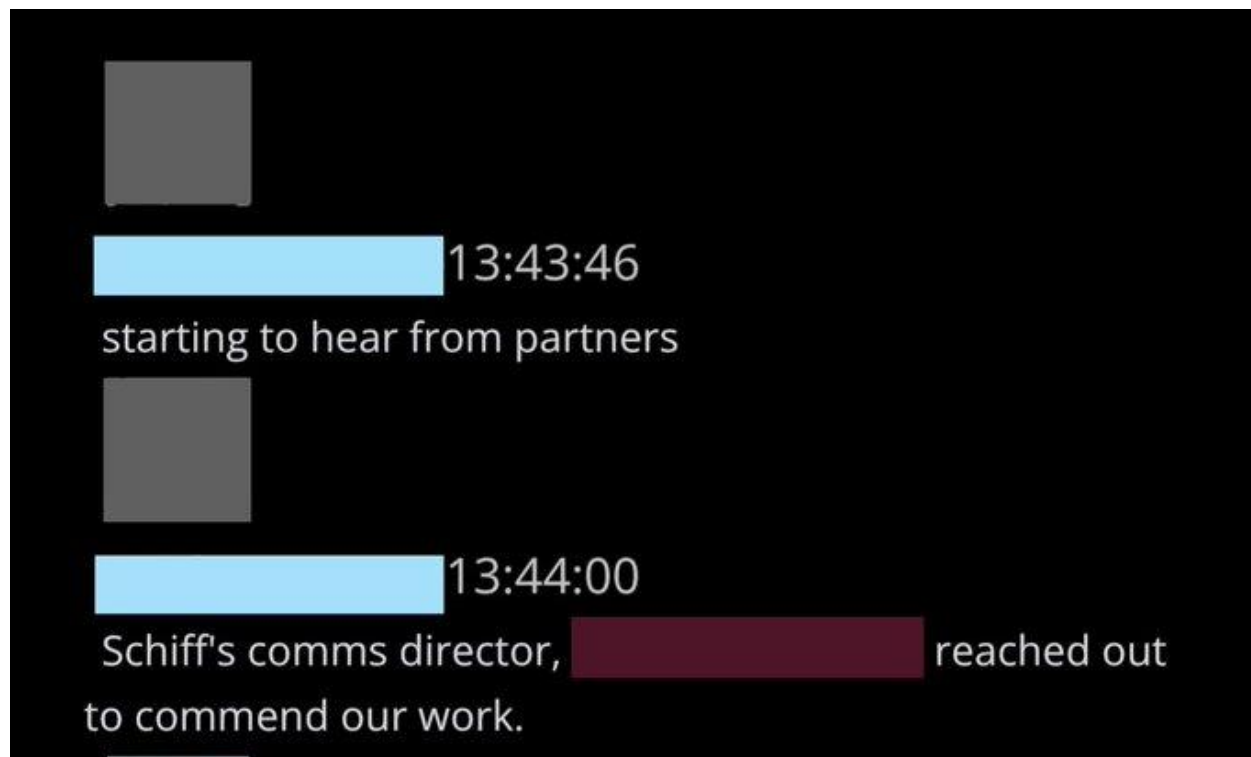 13:43:46
starting to hear from partners
13:44:00
Schiff's comms director, reached out
to commend our work.